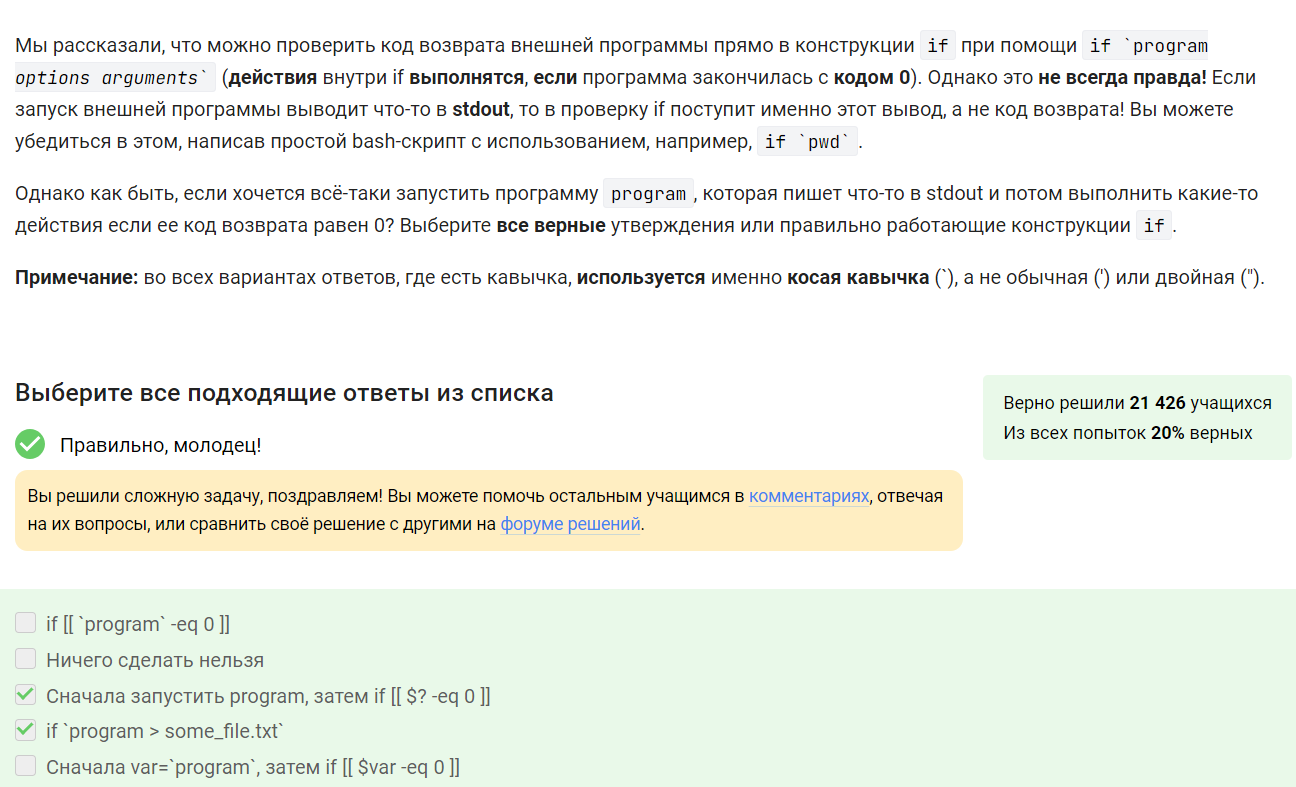 Мы рассказали, что можно проверить код возврата внешней программы прямо в конструкции if при помощи if `program
options arguments` (действия внутри if выполнятся, если программа закончилась с кодом 0). Однако это не всегда правда! Если
запуск внешней программы выводит что-то в stdout, то в проверку if поступит именно этот вывод, а не код возврата! Вы можете
убедиться в этом, написав простой bash-скрипт с использованием, например, if `pwd`.
Однако как быть, если хочется всё-таки запустить программу program, которая пишет что-то в stdout и потом выполнить какие-то
действия если ее код возврата равен 0? Выберите все верные утверждения или правильно работающие конструкции if.
Примечание: во всех вариантах ответов, где есть кавычка, используется именно косая кавычка (`), а не обычная (') или двойная (").
Выберите все подходящие ответы из списка
Верно решили 21 426 учащихся
Из всех попыток 20% верных
Правильно, молодец!
Вы решили сложную задачу, поздравляем! Вы можете помочь остальным учащимся в комментариях, отвечая
на их вопросы, или сравнить своё решение с другими на форуме решений.
if [[ `program` -eq 0 ]]
Ничего сделать нельзя
Сначала запустить program, затем if [[ $? -eq 0 ]]
if `program > some_file.txt`
Сначала var=`program`, затем if [[ $var -eq 0 ]]